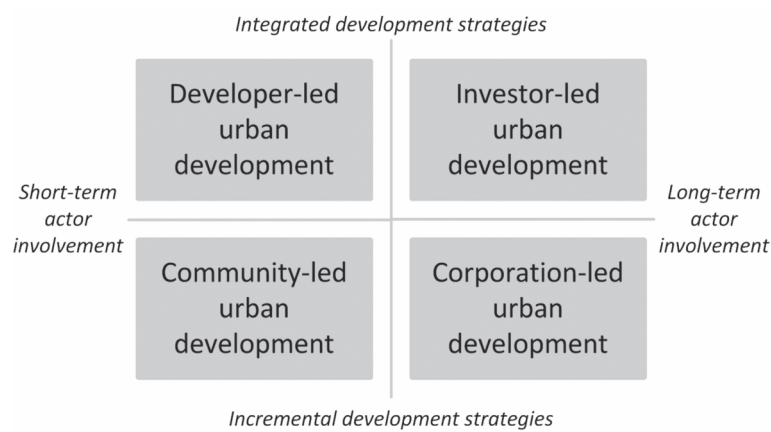 Integrated development strategies
Developer-led
urban
development
Investor-led
urban
development
Short-term
actor
involvement
Long-term
actor
involvement
Community-led
urban
development
Corporation-led
urban
development
Incremental development strategies